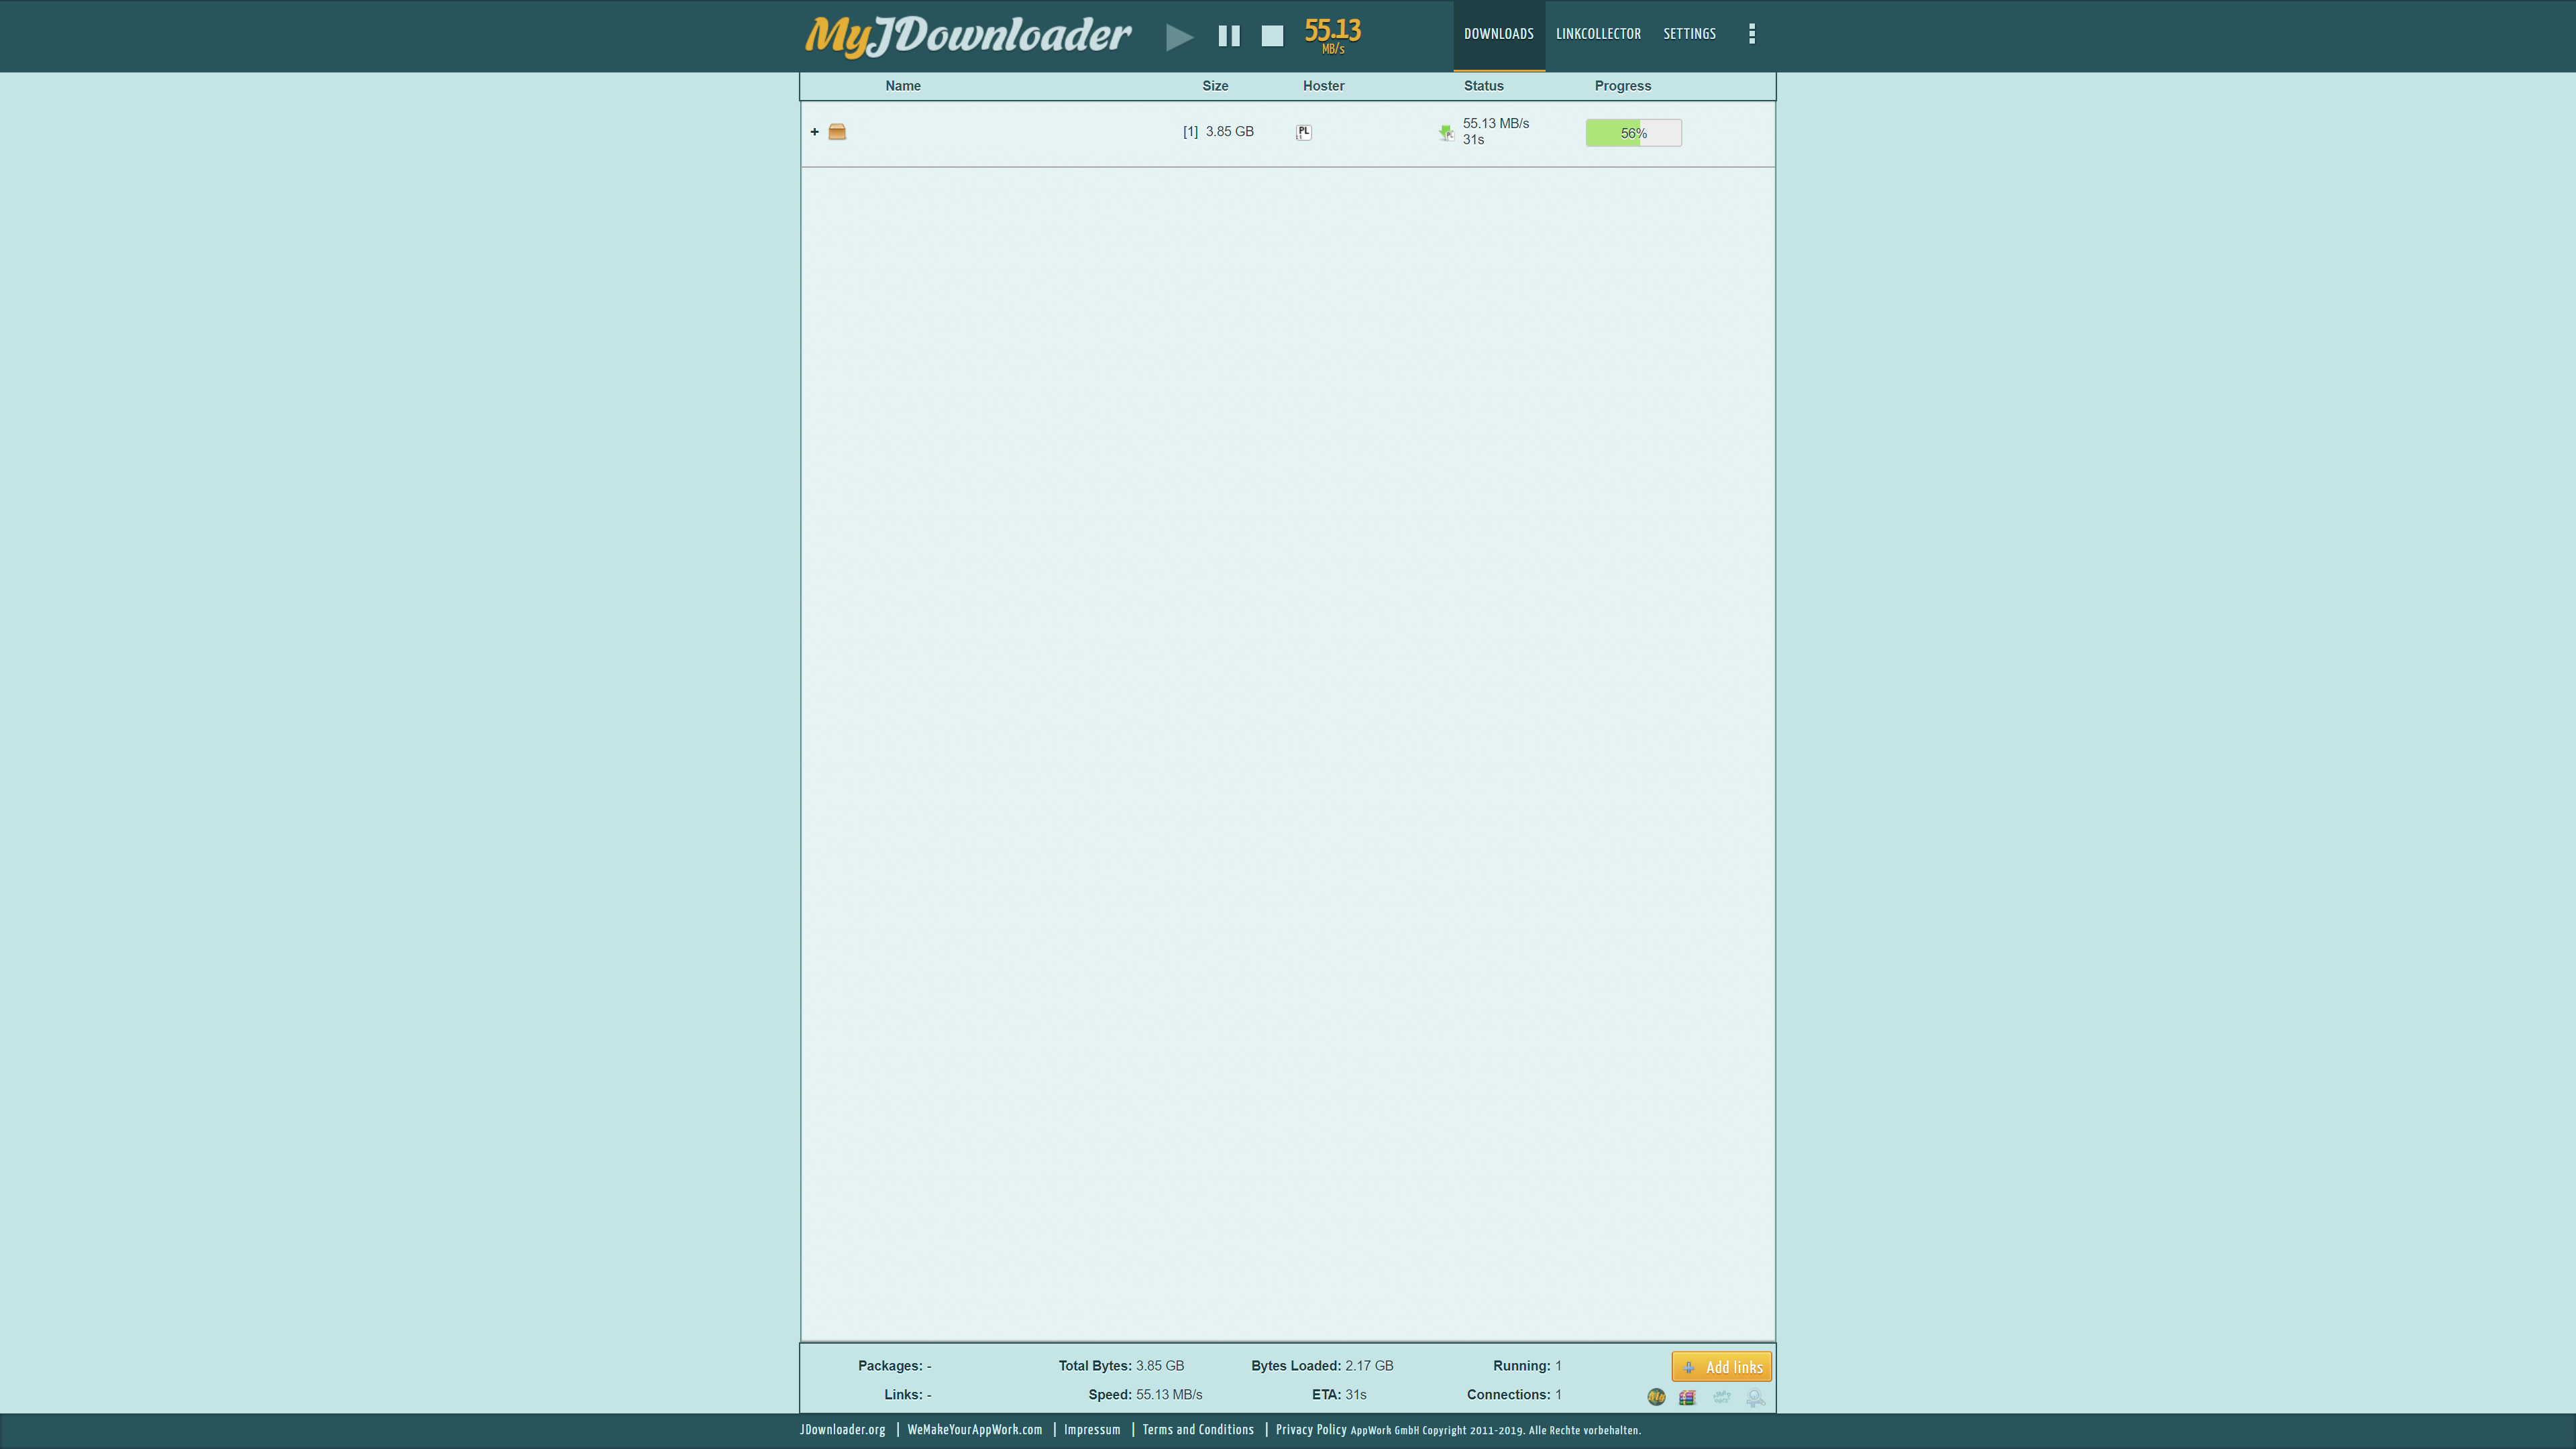 MyJDownloader
55.13
MB/s
DOWNLOADS LINKCOLLECTOR SETTINGS
Name Size Hoster Status Progress
+ [1] 3.85 GB PL 55.13 MB/s 56%
31s
Packages: - Total Bytes: 3.85 GB Bytes Loaded: 2.17 GB Running: 1 Add links
Links: - Speed: 55.13 MB/s ETA: 31s Connections: 1 My
JDownloader.org | WeMakeYourAppWork.com | Impressum | Terms and Conditions | Privacy Policy AppWork GmbH Copyright 2011-2019. Alle Rechte vorbehalten.